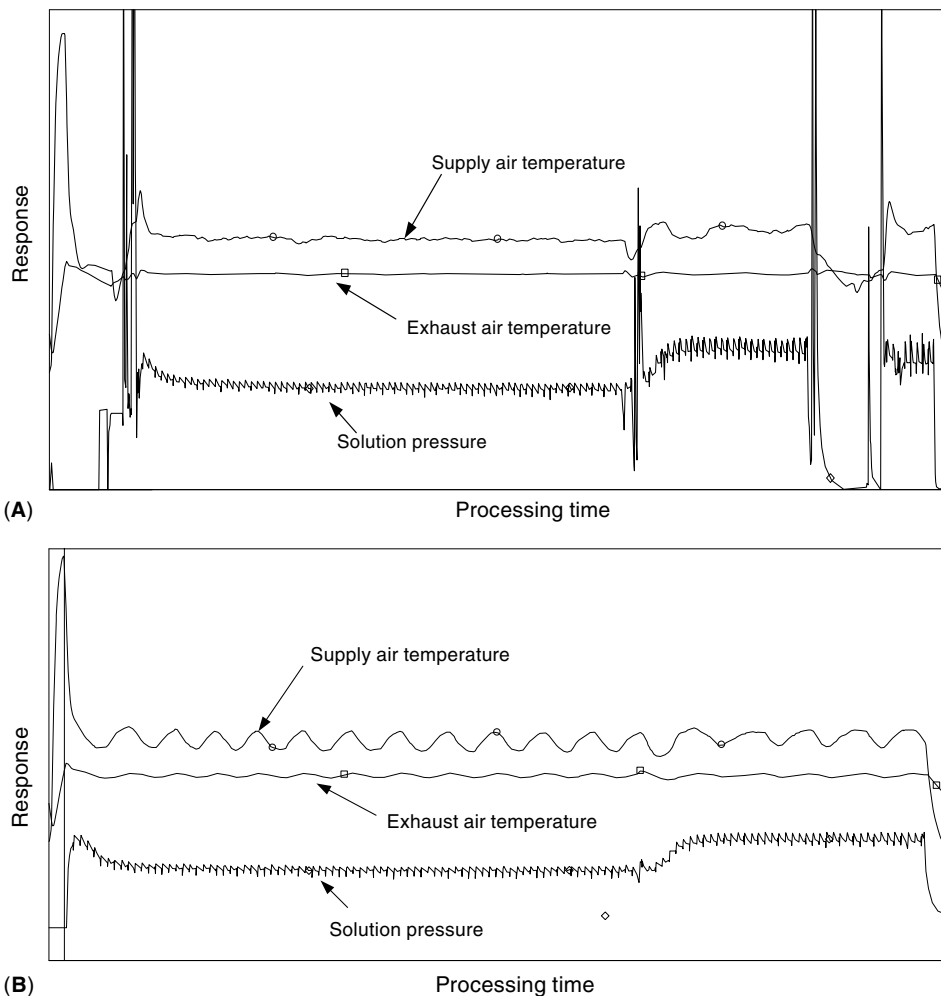 Response
Supply air temperature
Exhaust air temperature
Solution pressure
(A)
Processing time
Response
Supply air temperature
Exhaust air temperature
Solution pressure
(B)
Processing time